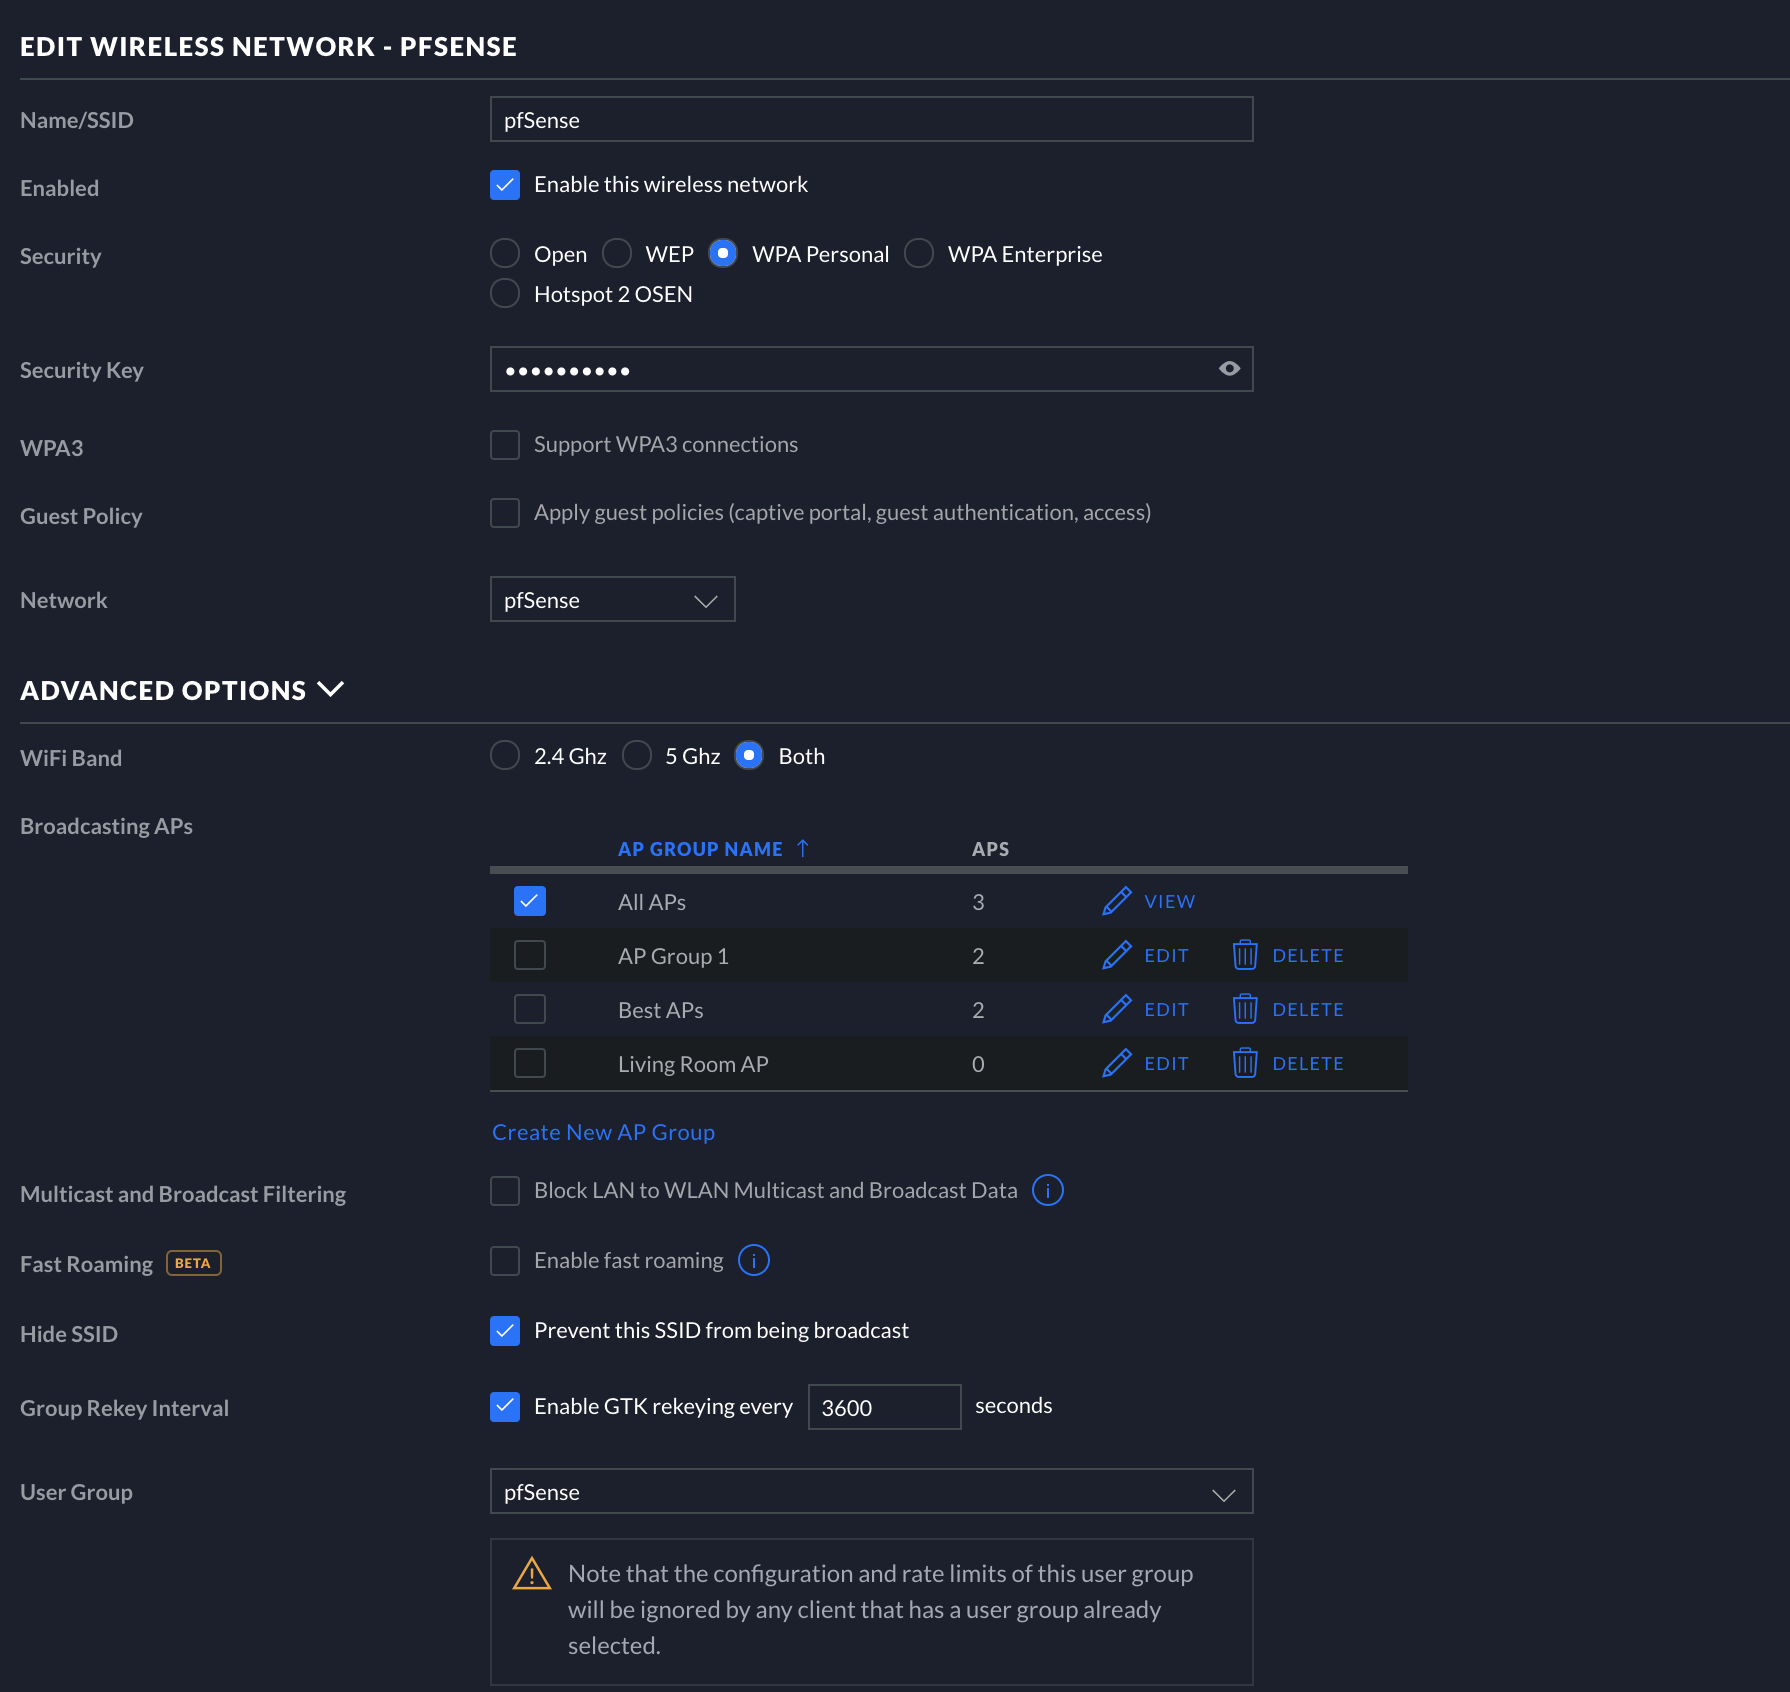 EDIT WIRELESS NETWORK - PFSENSE
Name/SSID pfSense
Enabled Enable this wireless network
Security Open WEP WPA Personal WPA Enterprise
Hotspot 2 OSEN
Security Key ••••••••••
WPA3 Support WPA3 connections
Guest Policy Apply guest policies (captive portal, guest authentication, access)
Network pfSense
ADVANCED OPTIONS
WiFi Band 2.4 Ghz 5 Ghz Both
Broadcasting APs
AP GROUP NAME ↑ APS
All APs 3 VIEW
AP Group 1 2 EDIT DELETE
Best APs 2 EDIT DELETE
Living Room AP 0 EDIT DELETE
Create New AP Group
Multicast and Broadcast Filtering Block LAN to WLAN Multicast and Broadcast Data i
Fast Roaming BETA Enable fast roaming i
Hide SSID Prevent this SSID from being broadcast
Group Rekey Interval Enable GTK rekeying every 3600 seconds
User Group pfSense
Note that the configuration and rate limits of this user group
will be ignored by any client that has a user group already
selected.